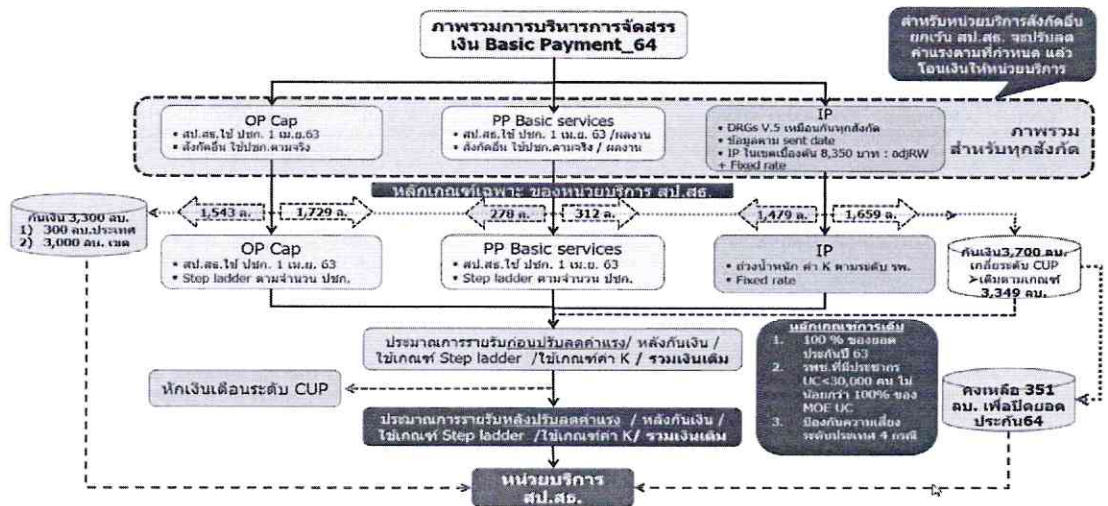 ภาพรวมการบริหารการจัดสรร
เงิน Basic Payment_64
สำหรับหน่วยบริการสังกัดอื่น
ยกเว้น สป.สธ. จะปรับลด
ค่าแรงตามที่กำหนด แล้ว
โอนเงินให้หน่วยบริการ
OP Cap
• สป.สธ.ใช้ ปชก. 1 เม.ย.63
• สังกัดอื่น ใช้ปชก.ตามจริง
PP Basic services
• สป.สธ.ใช้ ปชก. 1 เม.ย. 63 /ผลงาน
• สังกัดอื่น ใช้ปชก.ตามจริง / ผลงาน
IP
• DRGs V.5 เหมือนกันทุกสังกัด
• ข้อมูลตาม sent date
• IP ในเขตเบื้องต้น 8,350 บาท : adjRW
+ Fixed rate
ภาพรวม
สำหรับทุกสังกัด
หลักเกณฑ์เฉพาะ ของหน่วยบริการ สป.สธ.
กันเงิน 3,300 ลบ.
1) 300 ลบ.ประเทศ
2) 3,000 ลบ. เขต
1,543 ล.
1,729 ล.
278 ล.
312 ล.
1,479 ล.
1,659 ล.
OP Cap
• สป.สธ.ใช้ ปชก. 1 เม.ย. 63
• Step ladder ตามจำนวน ปชก.
PP Basic services
• สป.สธ.ใช้ ปชก. 1 เม.ย. 63
• Step ladder ตามจำนวน ปชก.
IP
• ถ่วงน้ำหนัก ค่า K ตามระดับ รพ.
• Fixed rate
กันเงิน3,700 ลบ.
เกลี่ยระดับ CUP
➢เติมตามเกณฑ์
3,349 ลบ.
ประมาณการรายรับก่อนปรับลดค่าแรง/ หลังกันเงิน/
ใช้เกณฑ์ Step ladder /ใช้เกณฑ์ค่า K / รวมเงินเติม
หักเงินเดือนระดับ CUP
ประมาณการรายรับหลังปรับลดค่าแรง / หลังกันเงิน /
ใช้เกณฑ์ Step ladder /ใช้เกณฑ์ค่า K/ รวมเงินเติม
หลักเกณฑ์การเติม
1. 100 % ของยอด
ประกันปี 63
2. รพช.ที่มีประชากร
UC<30,000 คน ไม่
น้อยกว่า 100% ของ
MOE UC
3. ป้องกันความเสี่ยง
ระดับประเทศ 4 กรณี
คงเหลือ 351
ลบ. เพื่อปิดยอด
ประกัน64
หน่วยบริการ
สป.สธ.